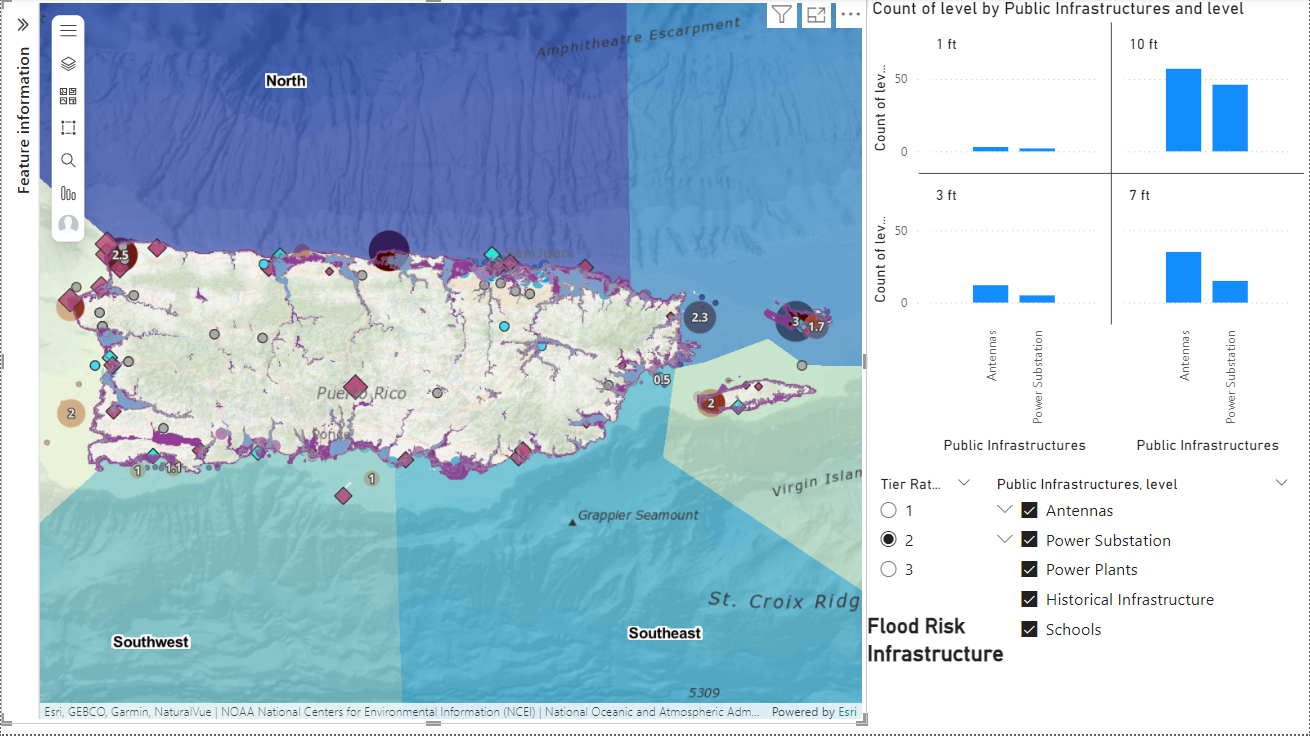 Feature information
Amphitheatre Escarpment
North
San Juan
2.5
2.3
3
1.7
0.5
2
2
Puerto Rico
Ponce
1
1.1
1
Virgin Islan
Grappler Seamount
St. Croix Ridg
Southwest
Southeast
5309
Esri, GEBCO, Garmin, NaturalVue | NOAA National Centers for Environmental Information (NCEI) | National Oceanic and Atmospheric Adm...
Powered by Esri
Count of level by Public Infrastructures and level
1 ft
10 ft
Count of lev...
50
0
3 ft
7 ft
Count of lev...
50
0
Antennas
Power Substation
Antennas
Power Substation
Public Infrastructures
Public Infrastructures
Tier Rat...
1
2
3
Public Infrastructures, level
Antennas
Power Substation
Power Plants
Historical Infrastructure
Schools
Flood Risk
Infrastructure